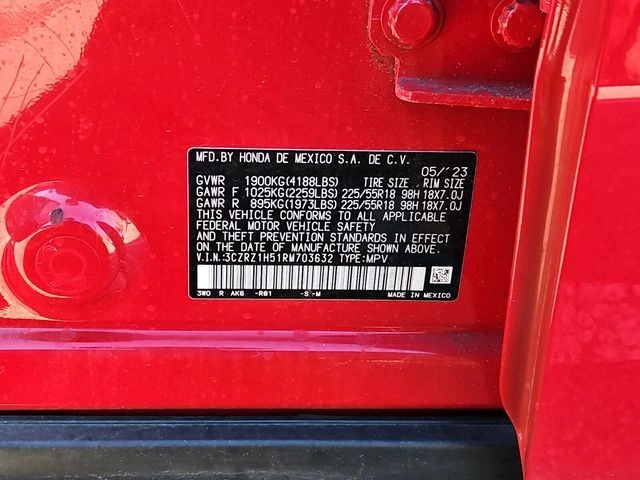 MFD.BY HONDA DE MEXICO S.A. DE C.V. 05/'23
GVWR 1900KG(4188LBS) TIRE SIZE RIM SIZE
GAWR F 1025KG(2259LBS) 225/55R18 98H 18X7.0J
GAWR R 895KG(1973LBS) 225/55R18 98H 18X7.0J
THIS VEHICLE CONFORMS TO ALL APPLICABLE
FEDERAL MOTOR VEHICLE SAFETY AND
THEFT PREVENTION STANDARDS IN EFFECT
ON THE DATE OF MANUFACTURE SHOWN ABOVE.
V.I.N.:3CZRZ1H51RM703632 TYPE:MPV
3W0 R AK6 -R81 -S -M MADE IN MEXICO